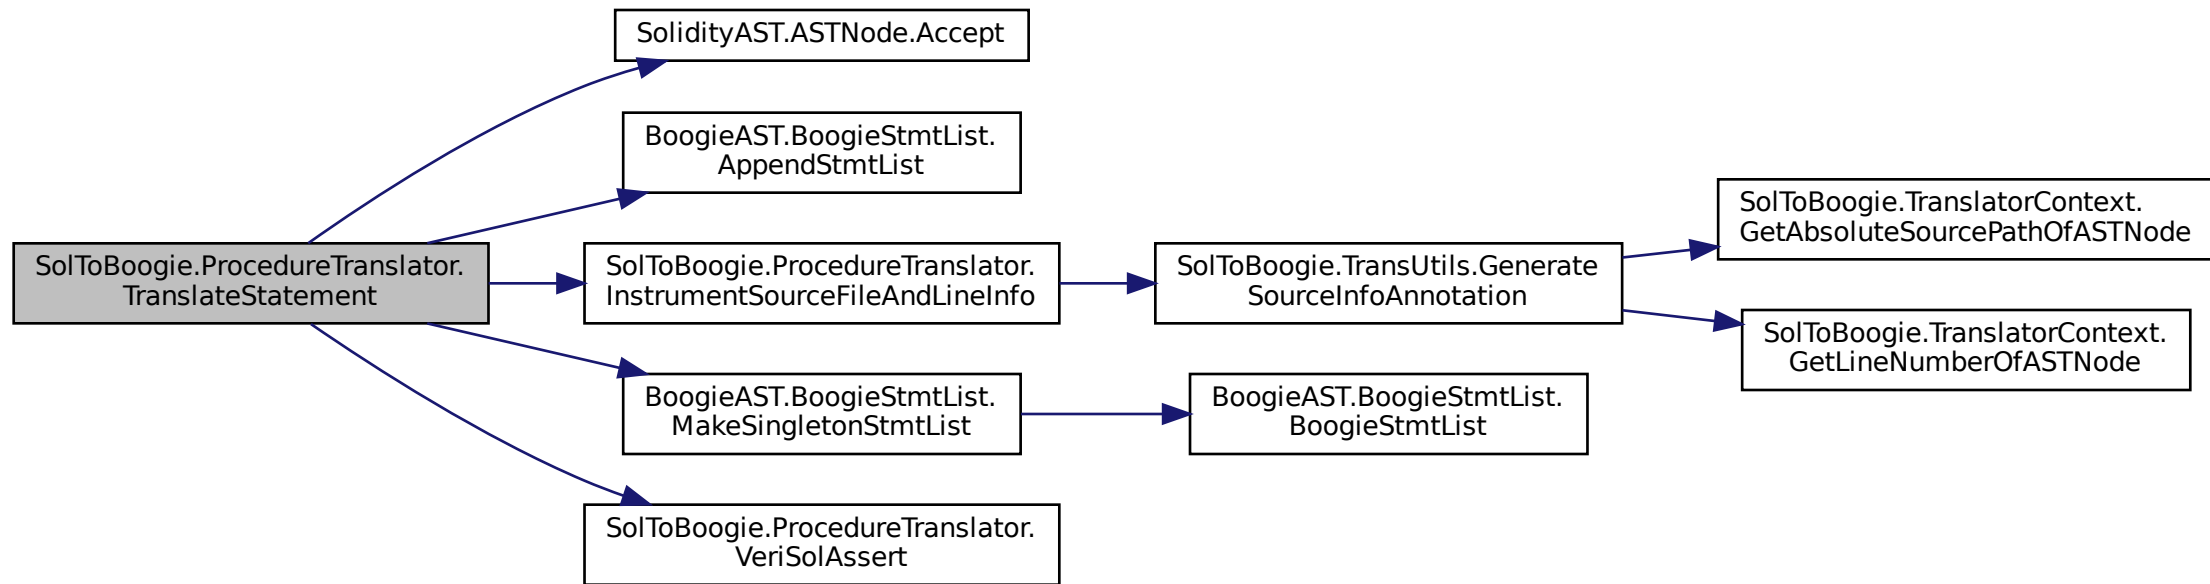 SolidityAST.ASTNode.Accept
BoogieAST.BoogieStmtList.
AppendStmtList
SolToBoogie.TranslatorContext.
GetAbsoluteSourcePathOfASTNode
SolToBoogie.ProcedureTranslator.
TranslateStatement
SolToBoogie.ProcedureTranslator.
InstrumentSourceFileAndLineInfo
SolToBoogie.TransUtils.Generate
SourceInfoAnnotation
SolToBoogie.TranslatorContext.
GetLineNumberOfASTNode
BoogieAST.BoogieStmtList.
MakeSingletonStmtList
BoogieAST.BoogieStmtList.
BoogieStmtList
SolToBoogie.ProcedureTranslator.
VeriSolAssert